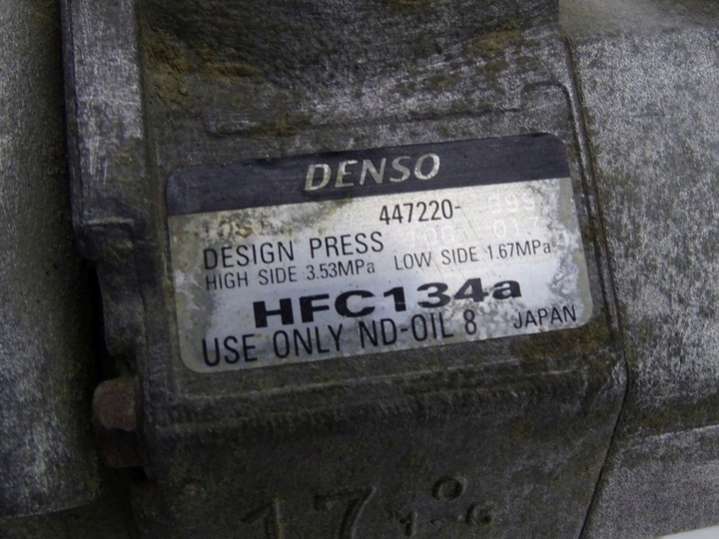 DENSO
447220-
DESIGN PRESS
HIGH SIDE 3.53MPa LOW SIDE 1.67MPa
HFC134a
USE ONLY ND-OIL 8 JAPAN
17